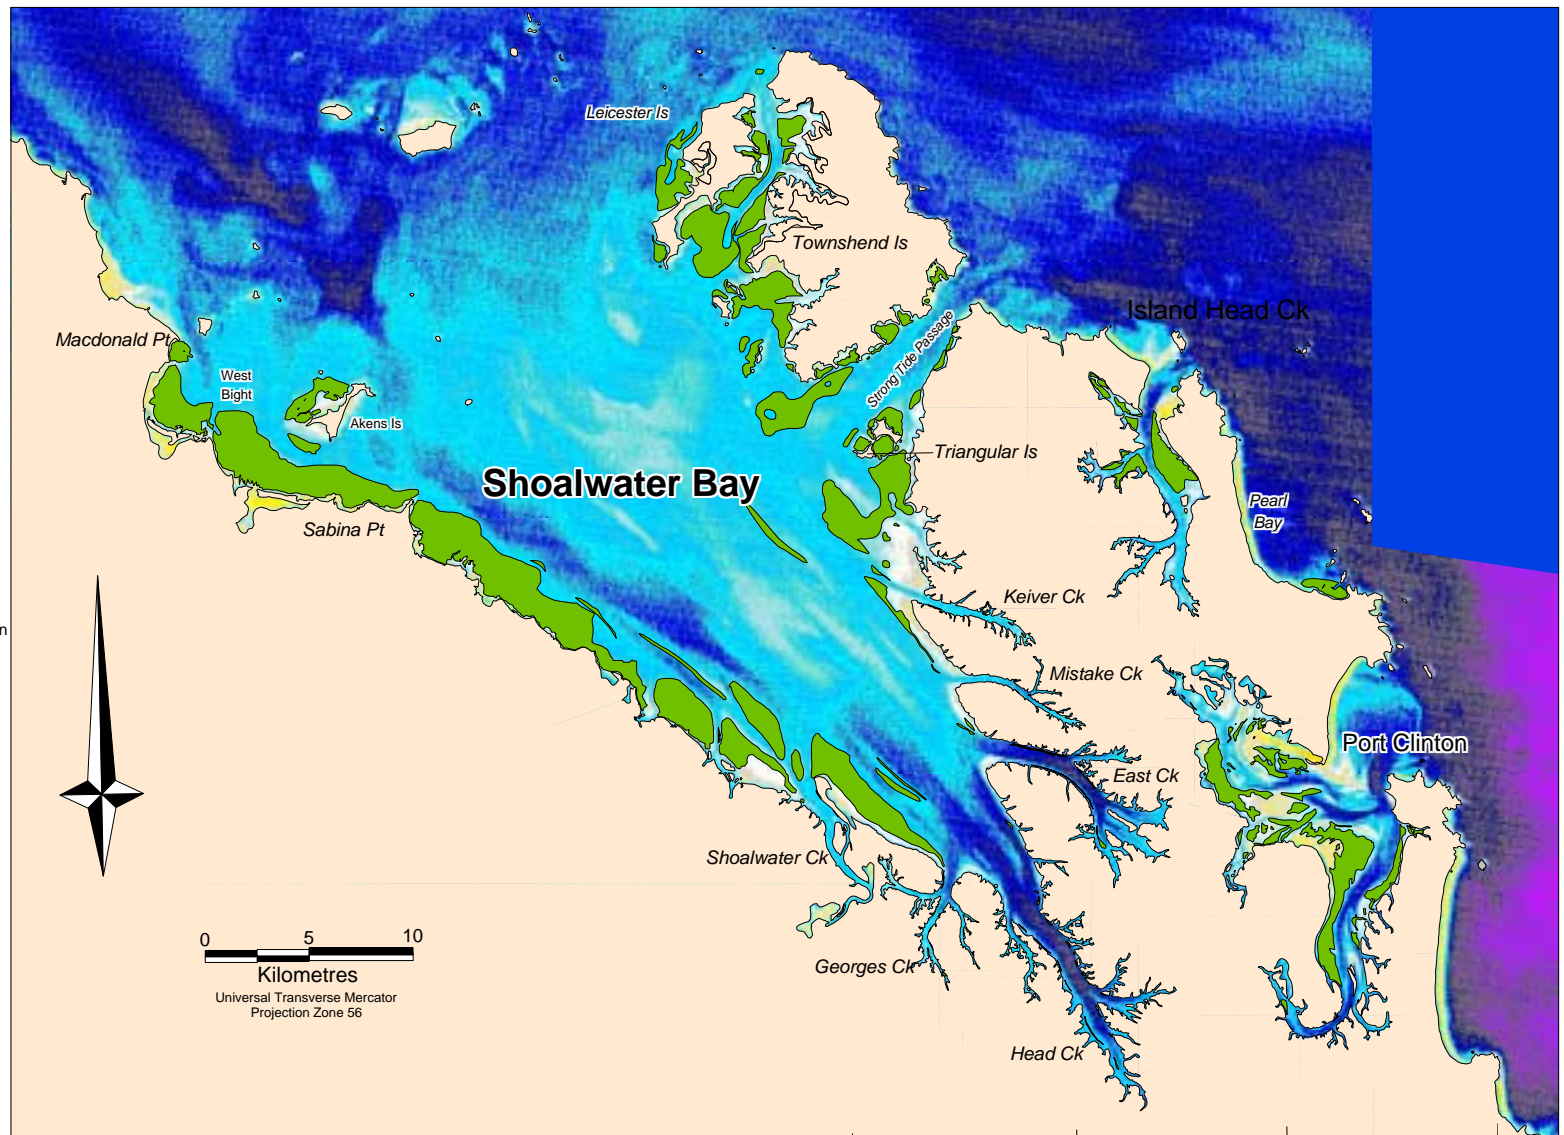 Leicester Is
Townshend Is
Island Head Ck
Macdonald Pt
Strong Tide Passage
West
Bight
Akens Is
Triangular Is
Shoalwater Bay
Pearl
Bay
Sabina Pt
Keiver Ck
n
Mistake Ck
Port Clinton
East Ck
Shoalwater Ck
0 5 10
Kilometres
Georges Ck
Universal Transverse Mercator
Projection Zone 56
Head Ck